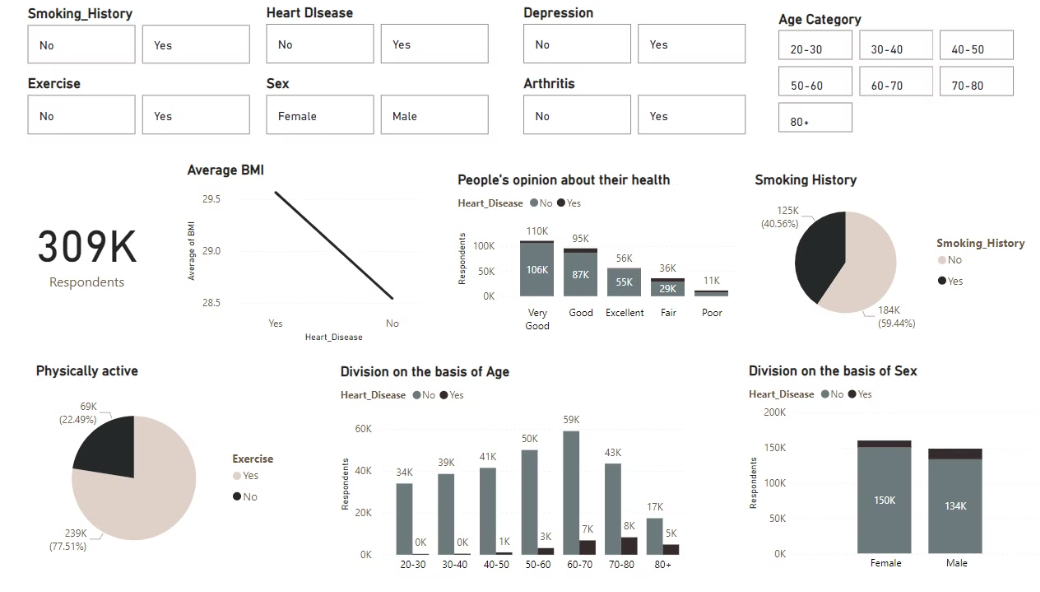 Smoking_History
No
Yes
Heart DIsease
No
Yes
Depression
No
Yes
Age Category
20-30
30-40
40-50
50-60
60-70
70-80
80+
Exercise
No
Yes
Sex
Female
Male
Arthritis
No
Yes
309K
Respondents
Average BMI
Average of BMI
29.5
29.0
28.5
Yes
No
Heart_Disease
People's opinion about their health
Heart_Disease No Yes
Respondents
100K
50K
0K
110K
106K
95K
87K
56K
55K
36K
29K
11K
Very
Good
Good
Excellent
Fair
Poor
Smoking History
125K
(40.56%)
184K
(59.44%)
Smoking_History
No
Yes
Physically active
69K
(22.49%)
239K
(77.51%)
Exercise
Yes
No
Division on the basis of Age
Heart_Disease No Yes
Respondents
60K
40K
20K
0K
34K
0K
39K
0K
41K
1K
50K
3K
59K
7K
43K
8K
17K
5K
20-30
30-40
40-50
50-60
60-70
70-80
80+
Division on the basis of Sex
Heart_Disease No Yes
Respondents
200K
150K
100K
50K
0K
150K
134K
Female
Male